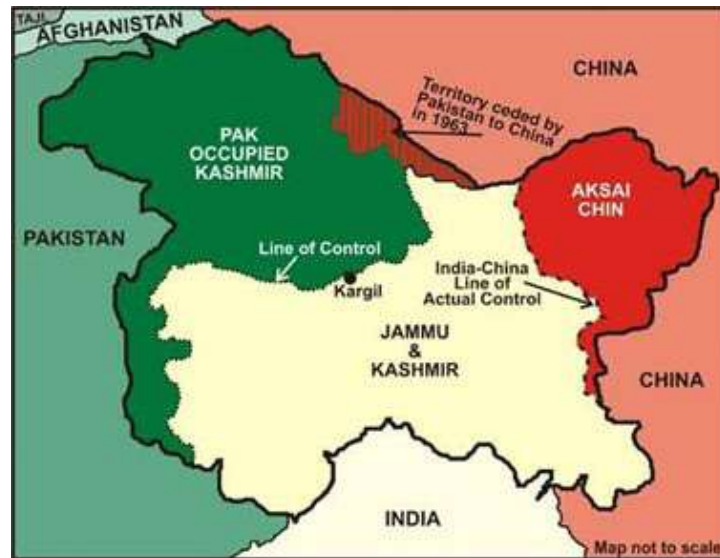 TAJI.
AFGHANISTAN
CHINA
Territory ceded by
Pakistan to China
in 1963
PAK
OCCUPIED
KASHMIR
AKSAI
CHIN
PAKISTAN
Line of Control
India-China
Line of
Actual Control
Kargil
JAMMU
&
KASHMIR
CHINA
INDIA
Map not to scale